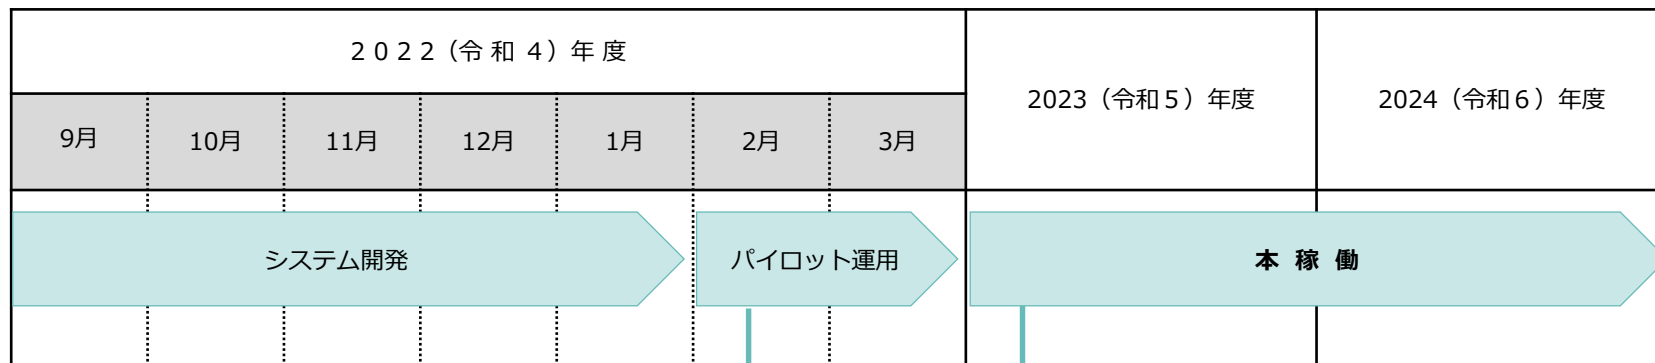 ２０２２（令和４）年度
2023（令和５）年度
2024（令和６）年度
9月
10月
11月
12月
1月
2月
3月
システム開発
パイロット運用
本稼働